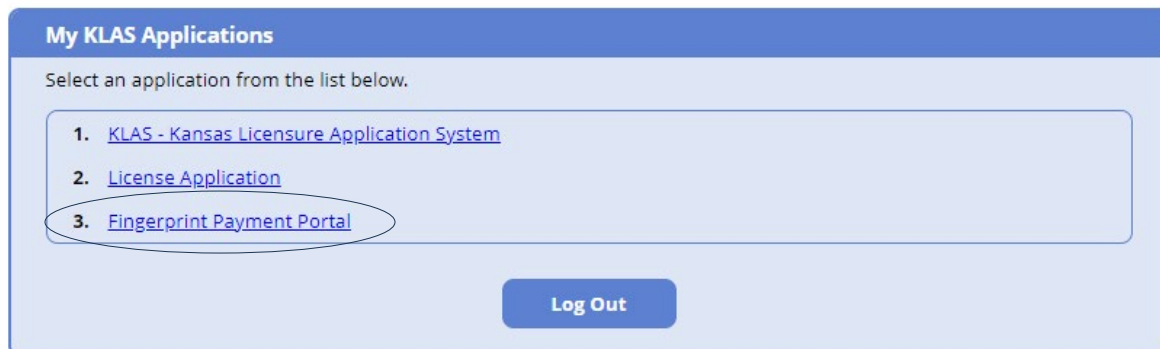 My KLAS Applications
Select an application from the list below.
1. KLAS - Kansas Licensure Application System
2. License Application
3. Fingerprint Payment Portal
Log Out